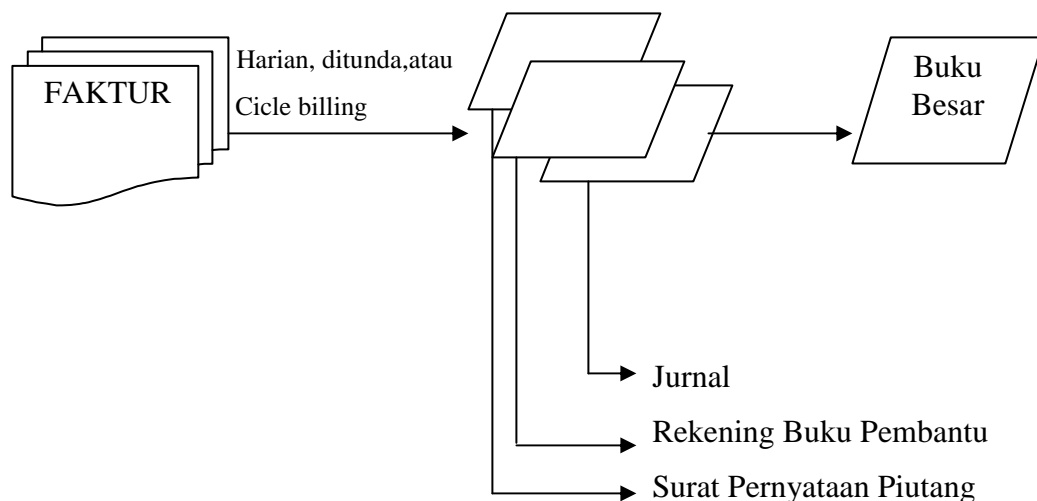 FAKTUR
Harian, ditunda,atau
Cicle billing
Buku
Besar
Jurnal
Rekening Buku Pembantu
Surat Pernyataan Piutang